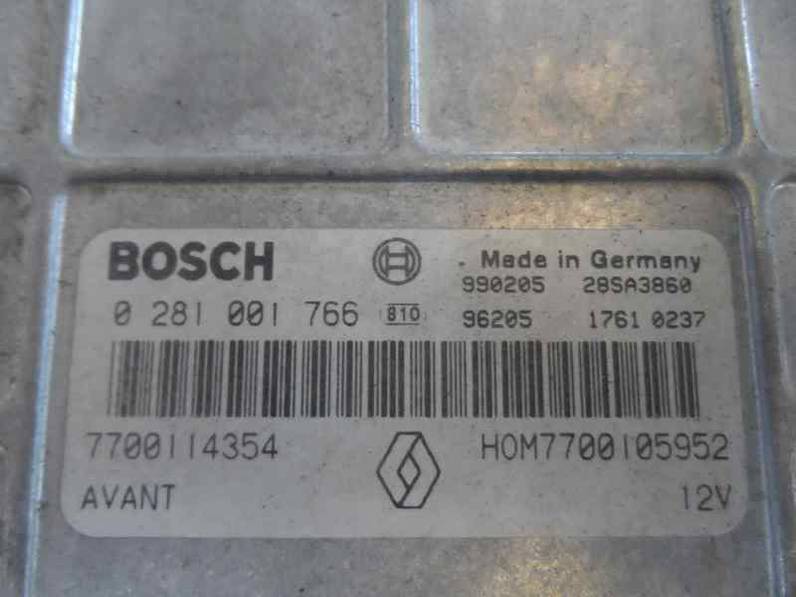 BOSCH
. Made in Germany
990205 28SA3860
0 281 001 766 810 96205 1761 0237
7700114354 HOM7700105952
AVANT 12V